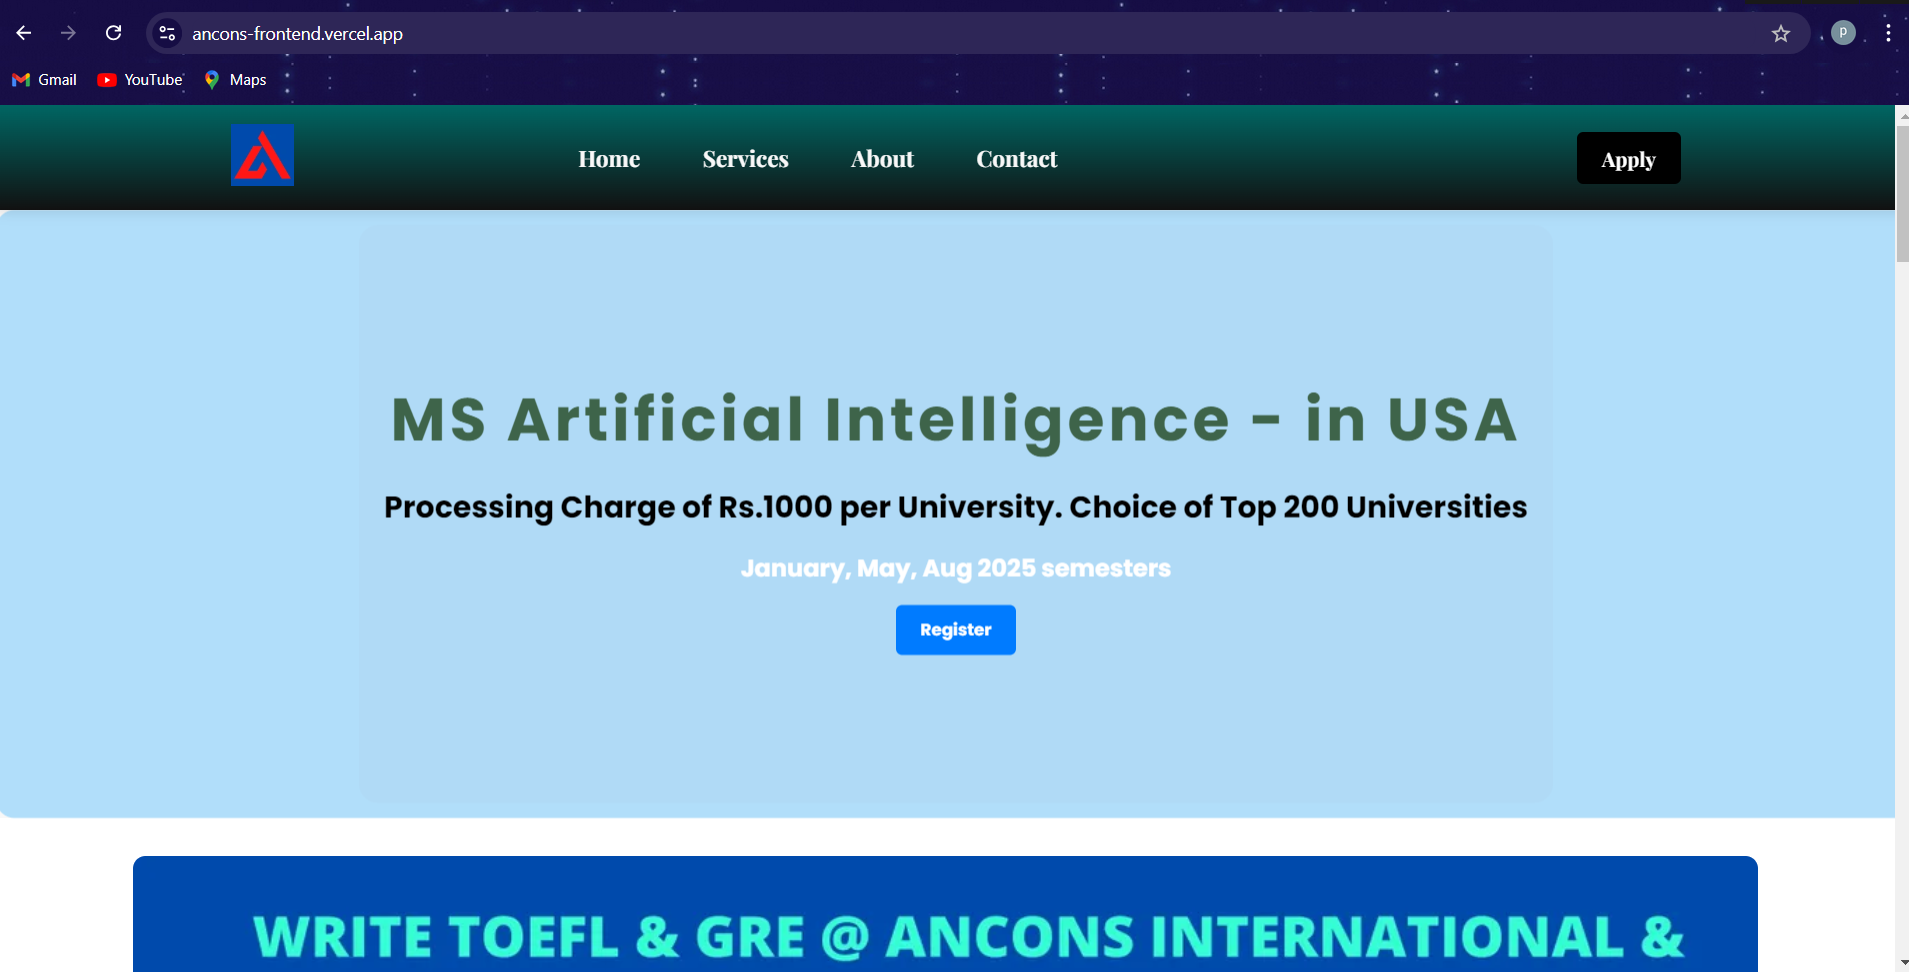 ancons-frontend.vercel.app
P
Gmail YouTube Maps
Home Services About Contact Apply
MS Artificial Intelligence - in USA
Processing Charge of Rs.1000 per University. Choice of Top 200 Universities
January, May, Aug 2025 semesters
Register
WRITE TOEFL & GRE @ ANCONS INTERNATIONAL &